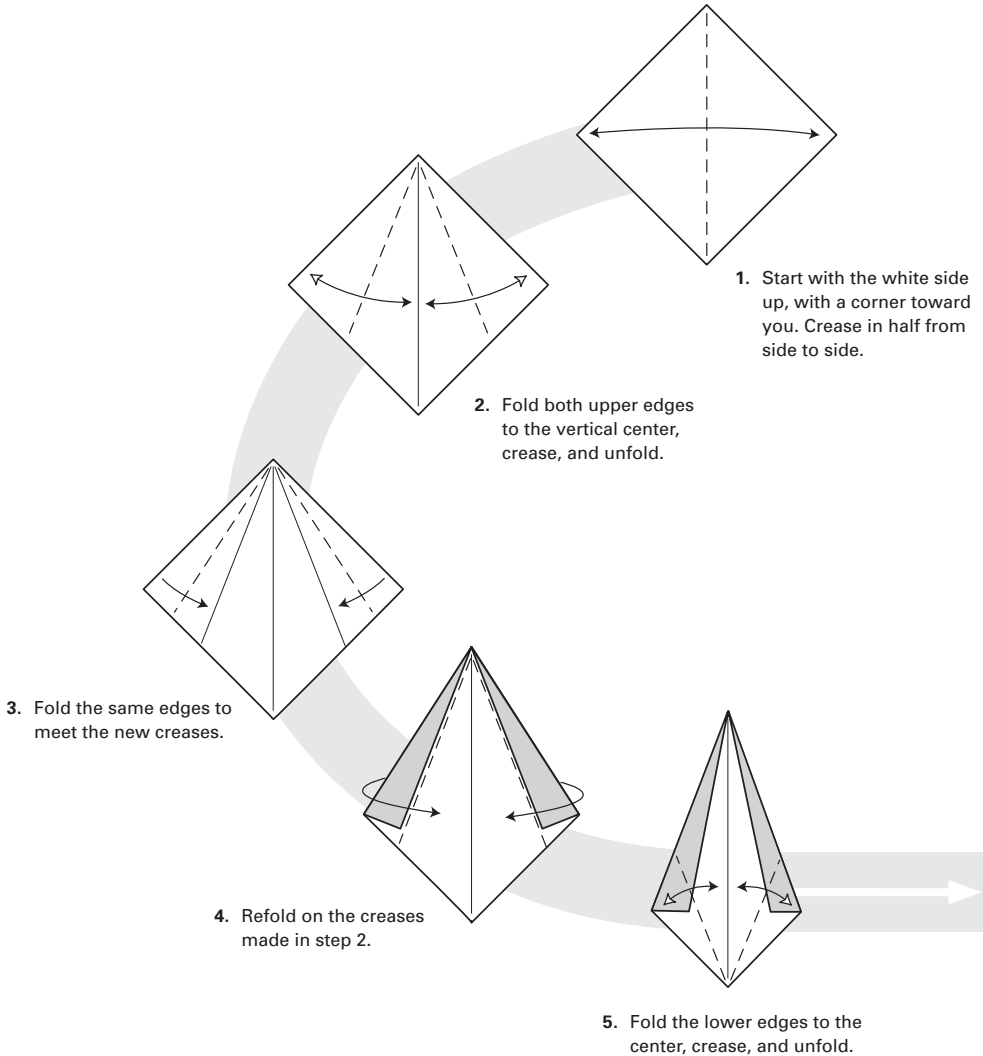 1. Start with the white side
up, with a corner toward
you. Crease in half from
side to side.
2. Fold both upper edges
to the vertical center,
crease, and unfold.
3. Fold the same edges to
meet the new creases.
4. Refold on the creases
made in step 2.
5. Fold the lower edges to the
center, crease, and unfold.